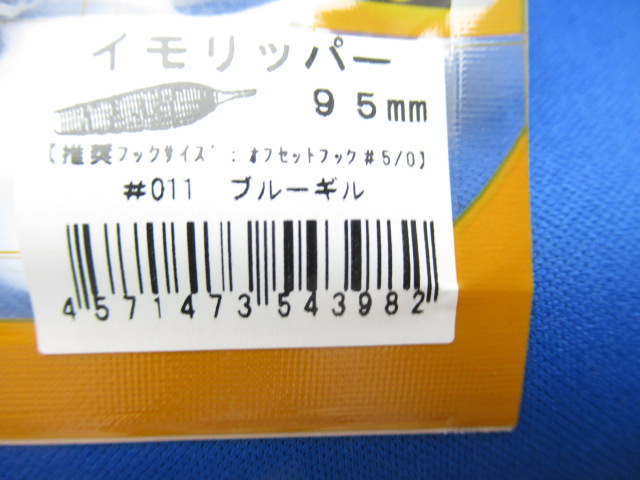 イモリッパー
95mm
【推奨フックサイズ:オフセットフック#5/0】
#011 ブルーギル
4571473543982